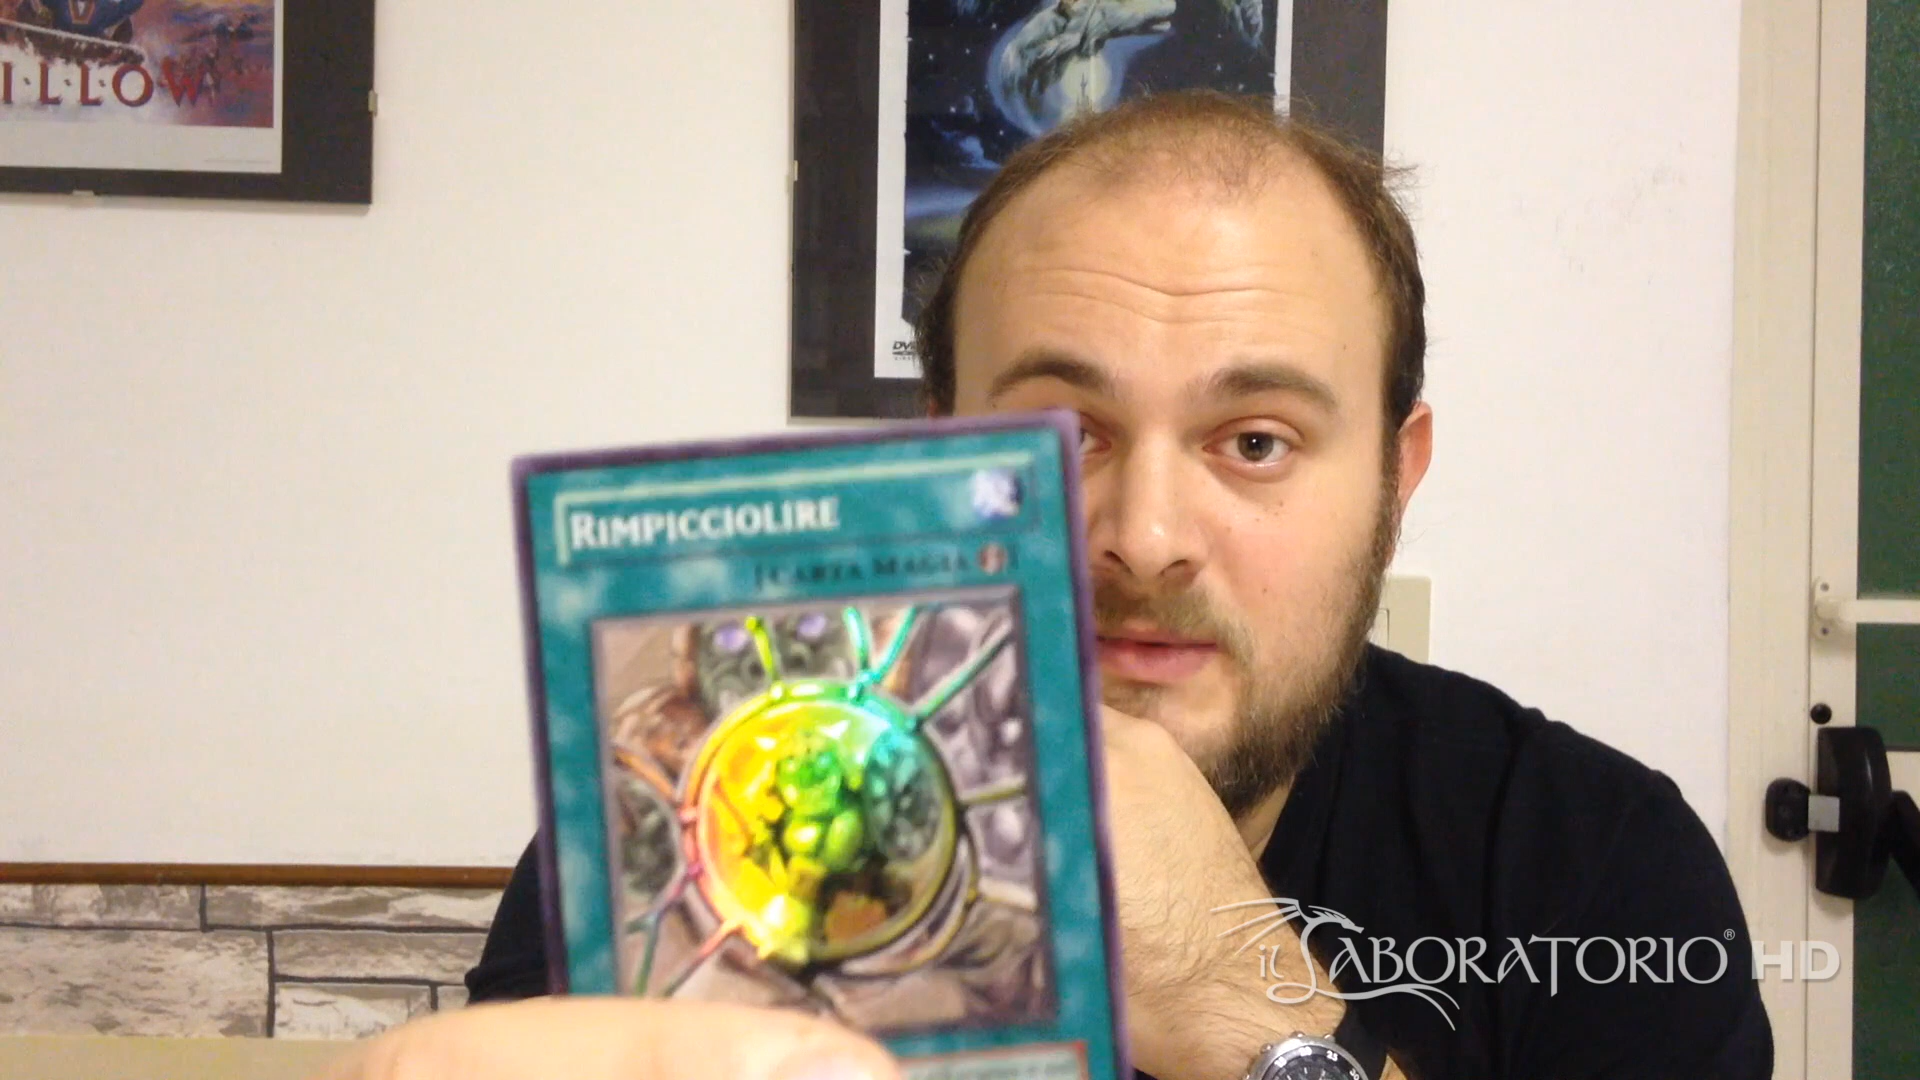 ILLOW
DVD
RIMPICCIOLIRE
[CARTA MAGIA
il LABORATORIO® HD